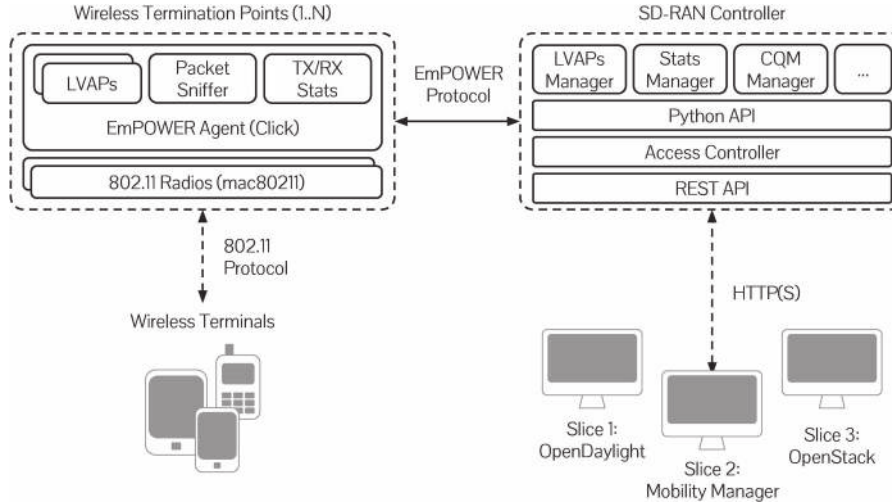 Wireless Termination Points (1..N)
LVAPs
Packet
Sniffer
TX/RX
Stats
EmPOWER Agent (Click)
802.11 Radios (mac80211)
EmPOWER
Protocol
SD-RAN Controller
LVAPs
Manager
Stats
Manager
CQM
Manager
...
Python API
Access Controller
REST API
802.11
Protocol
Wireless Terminals
HTTP(S)
Slice 1:
OpenDaylight
Slice 2:
Mobility Manager
Slice 3:
OpenStack